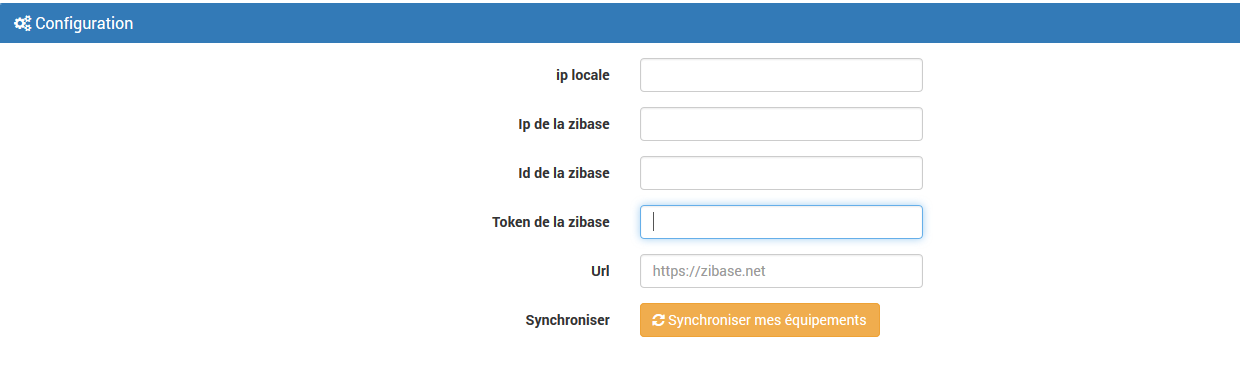 Configuration
ip locale
Ip de la zibase
Id de la zibase
Token de la zibase
Url https://zibase.net
Synchroniser Synchroniser mes équipements